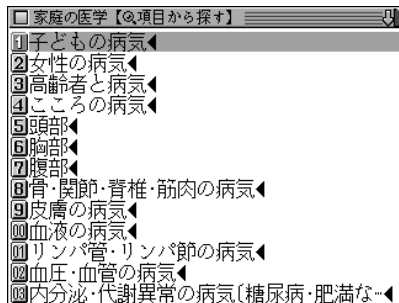 家庭の医学【Q項目から探す】
1子どもの病気◀
2女性の病気◀
3高齢者と病気◀
4こころの病気◀
5頭部◀
6胸部◀
7腹部◀
8骨・関節・脊椎・筋肉の病気◀
9皮膚の病気◀
00血液の病気◀
01リンパ管・リンパ節の病気◀
02血圧・血管の病気◀
03内分泌・代謝異常の病気〔糖尿病・肥満な…◀